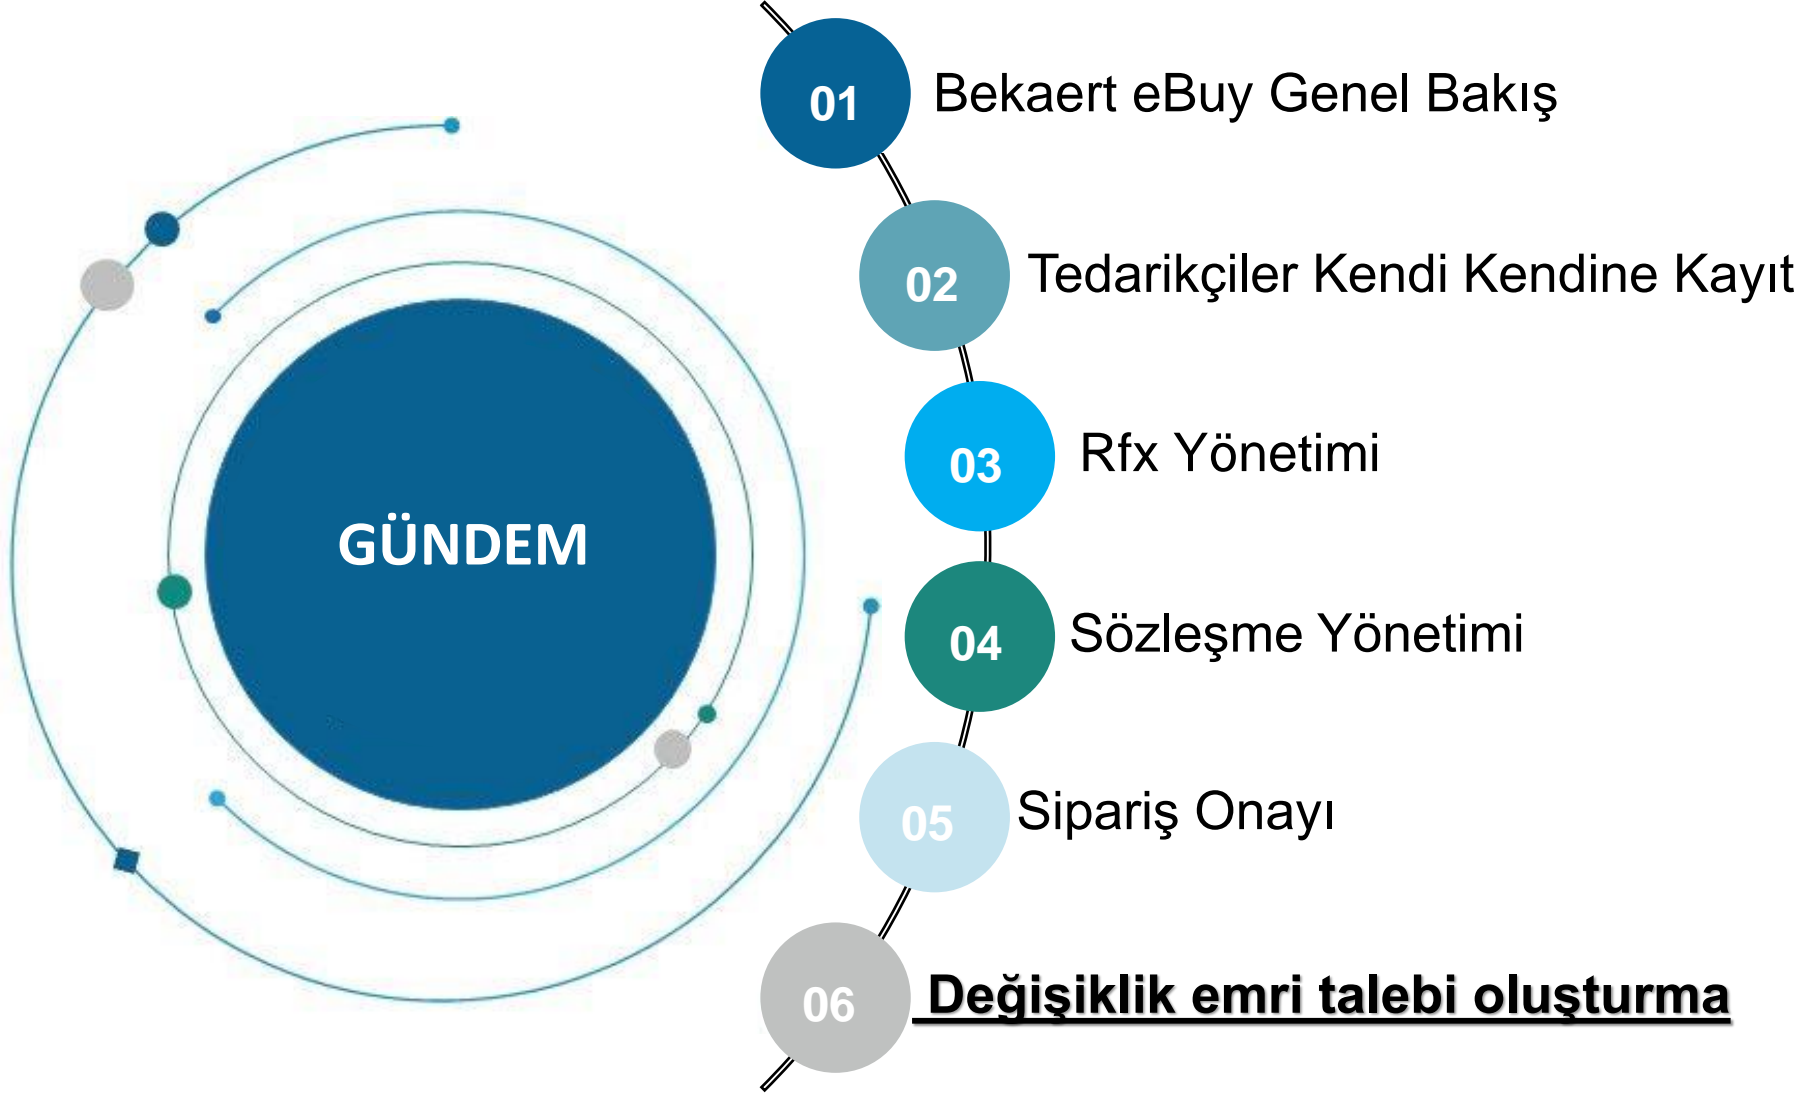 GÜNDEM
01 Bekaert eBuy Genel Bakış
02 Tedarikçiler Kendi Kendine Kayıt
03 Rfx Yönetimi
04 Sözleşme Yönetimi
05 Sipariş Onayı
06 Değişiklik emri talebi oluşturma